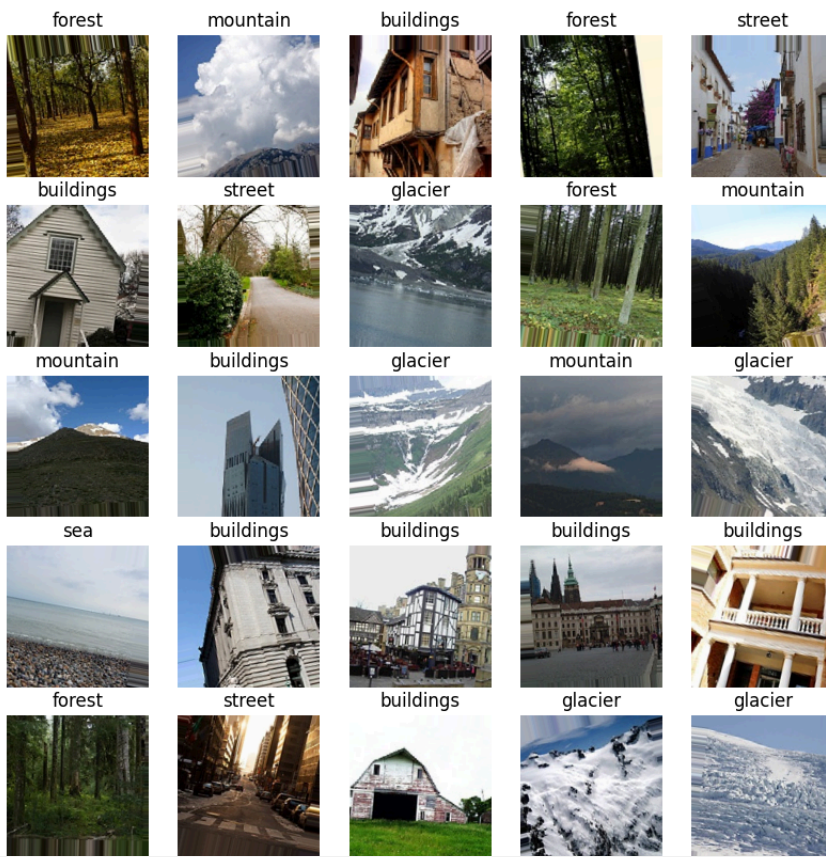 forest mountain buildings forest street
buildings street glacier forest mountain
mountain buildings glacier mountain glacier
sea buildings buildings buildings buildings
forest street buildings glacier glacier